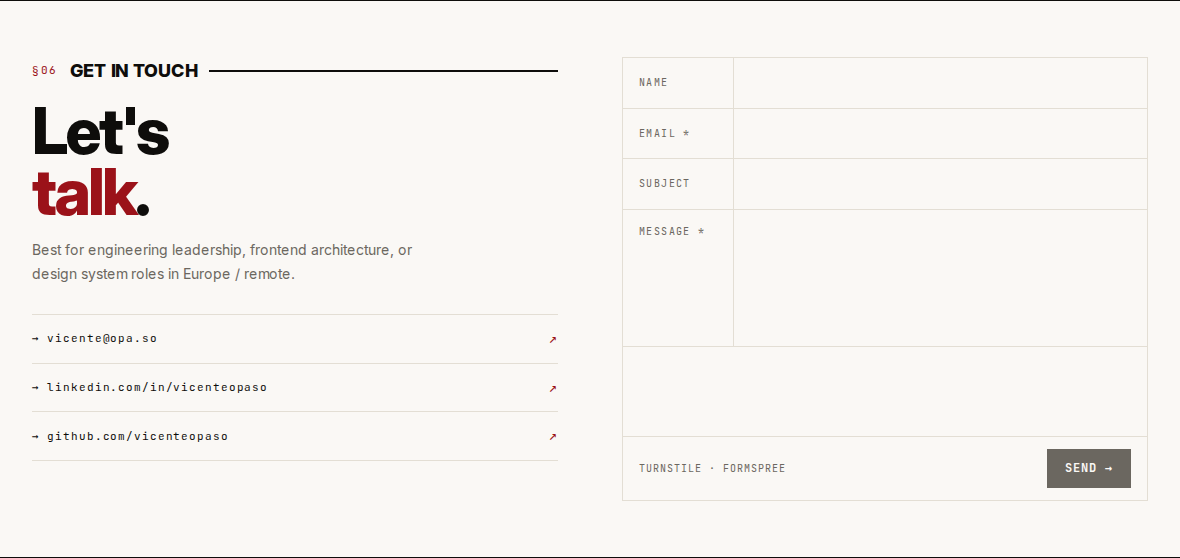 §06 GET IN TOUCH
Let's
talk.
Best for engineering leadership, frontend architecture, or
design system roles in Europe / remote.
→ vicente@opa.so ↗
→ linkedin.com/in/vicenteopaso ↗
→ github.com/vicenteopaso ↗
NAME
EMAIL *
SUBJECT
MESSAGE *
TURNSTILE · FORMSPREE
SEND →